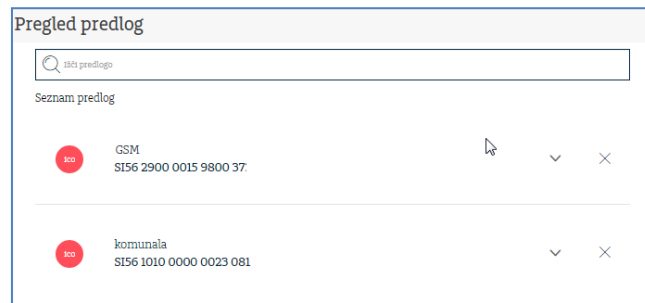 Pregled predlog
Išči predlogo
Seznam predlog
ICO
GSM
SI56 2900 0015 9800 37
ICO
komunala
SI56 1010 0000 0023 081